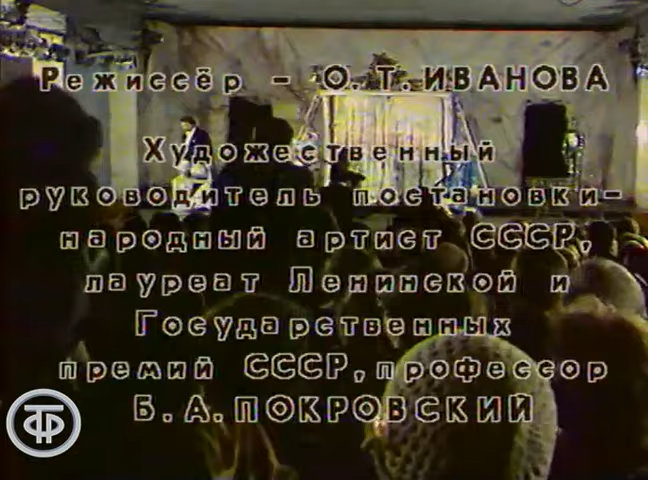 Режиссёр - О. Т. ИВАНОВА
Художественный
руководитель постановки-
народный артист СССР,
лауреат Ленинской и
Государственных
премий СССР, профессор
Б. А. ПОКРОВСКИЙ